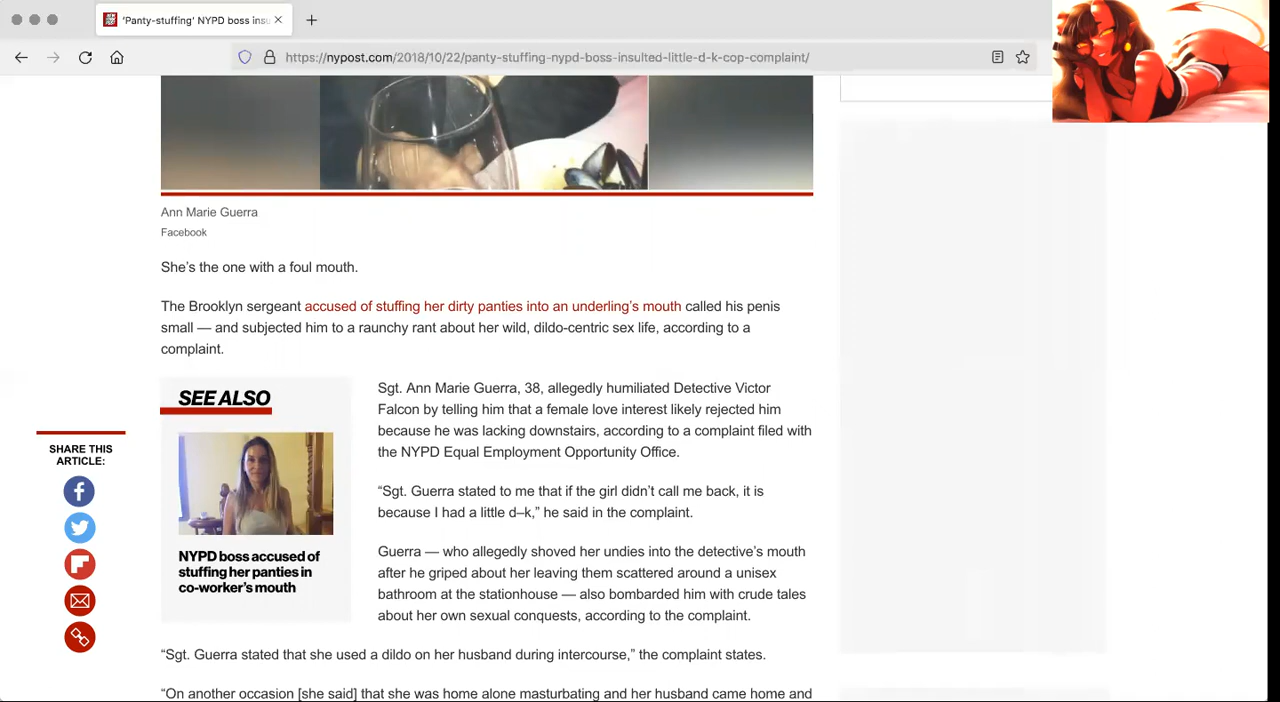 'Panty-stuffing' NYPD boss insu
https://nypost.com/2018/10/22/panty-stuffing-nypd-boss-insulted-little-d-k-cop-complaint/
Ann Marie Guerra
Facebook
She's the one with a foul mouth.
The Brooklyn sergeant accused of stuffing her dirty panties into an underling's mouth called his penis
small — and subjected him to a raunchy rant about her wild, dildo-centric sex life, according to a
complaint.
SEE ALSO
NYPD boss accused of
stuffing her panties in
co-worker's mouth
Sgt. Ann Marie Guerra, 38, allegedly humiliated Detective Victor
Falcon by telling him that a female love interest likely rejected him
because he was lacking downstairs, according to a complaint filed with
the NYPD Equal Employment Opportunity Office.
“Sgt. Guerra stated to me that if the girl didn't call me back, it is
because I had a little d–k,” he said in the complaint.
Guerra — who allegedly shoved her undies into the detective's mouth
after he griped about her leaving them scattered around a unisex
bathroom at the stationhouse — also bombarded him with crude tales
about her own sexual conquests, according to the complaint.
SHARE THIS
ARTICLE:
“Sgt. Guerra stated that she used a dildo on her husband during intercourse,” the complaint states.
“On another occasion [she said] that she was home alone masturbating and her husband came home and